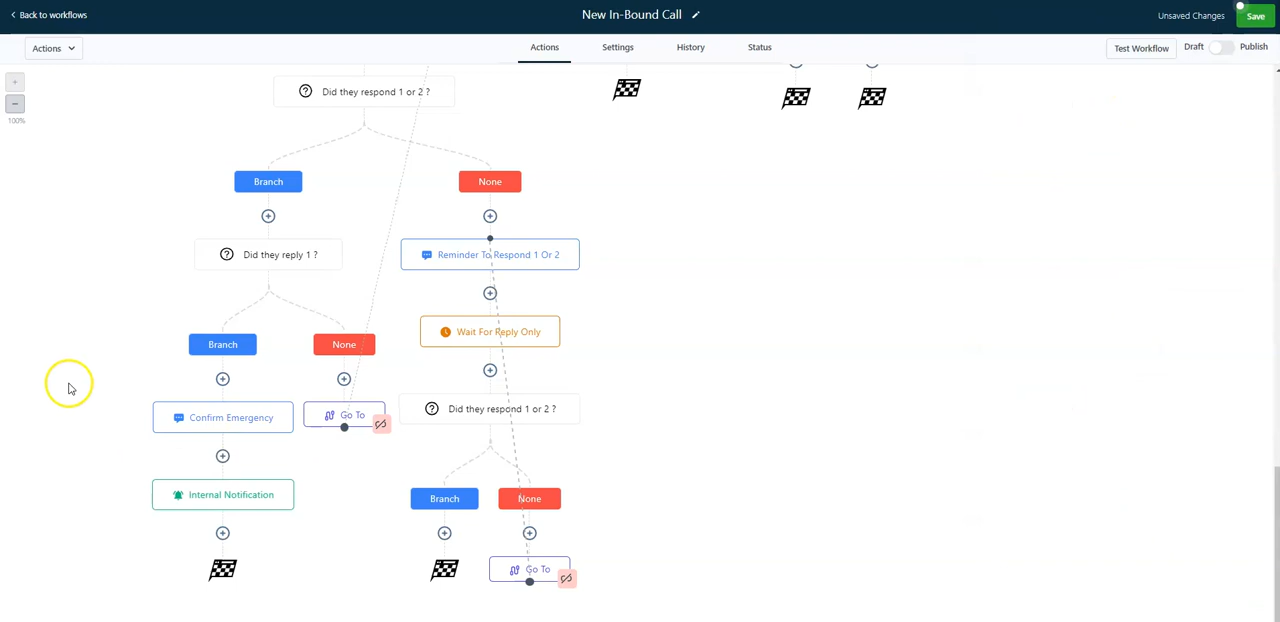 Back to workflows
New In-Bound Call
Unsaved Changes
Save
Actions
Actions
Settings
History
Status
Test Workflow
Draft
Publish
+
−
100%
Did they respond 1 or 2 ?
Branch
None
Did they reply 1 ?
Reminder To Respond 1 Or 2
Branch
None
Wait For Reply Only
Confirm Emergency
Go To
Did they respond 1 or 2 ?
Internal Notification
Branch
None
Go To